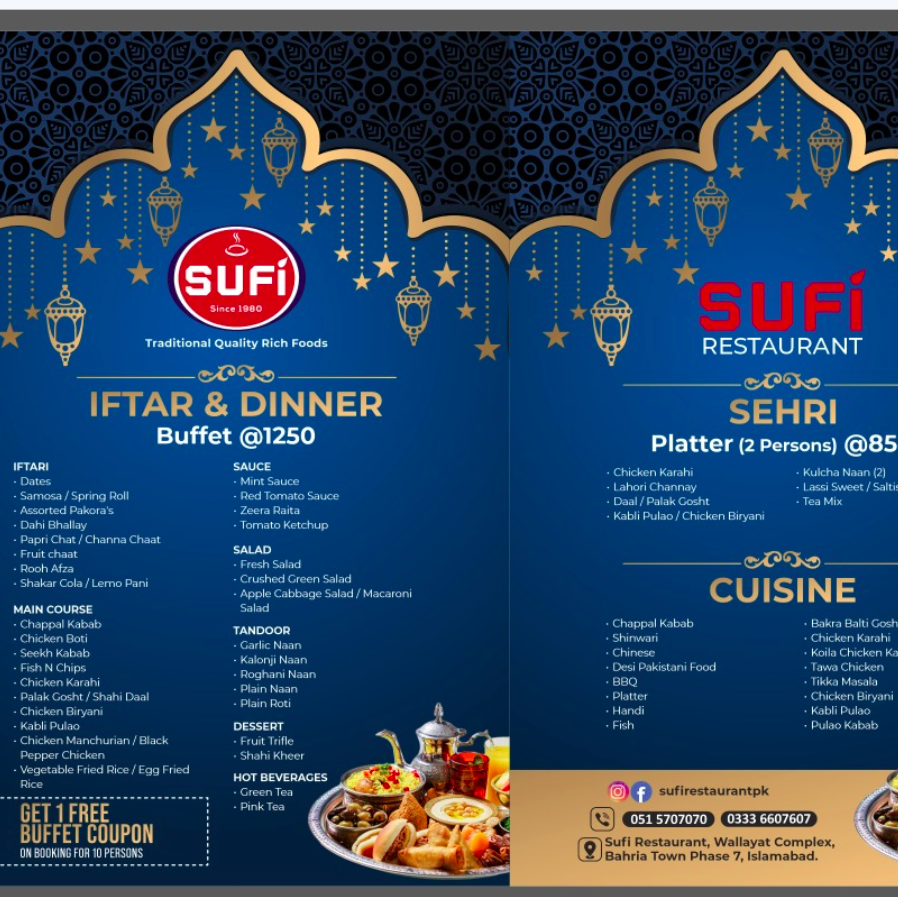 SUFi
Since 1980
Traditional Quality Rich Foods
IFTAR & DINNER
Buffet @1250
IFTARI
• Dates
• Samosa / Spring Roll
• Assorted Pakora's
• Dahi Bhallay
• Papri Chat / Channa Chaat
• Fruit chaat
• Rooh Afza
• Shakar Cola / Lemo Pani
MAIN COURSE
• Chappal Kabab
• Chicken Boti
• Seekh Kabab
• Fish N Chips
• Chicken Karahi
• Palak Gosht / Shahi Daal
• Chicken Biryani
• Kabli Pulao
• Chicken Manchurian / Black
Pepper Chicken
• Vegetable Fried Rice / Egg Fried
Rice
SAUCE
• Mint Sauce
• Red Tomato Sauce
• Zeera Raita
• Tomato Ketchup
SALAD
• Fresh Salad
• Crushed Green Salad
• Apple Cabbage Salad / Macaroni
Salad
TANDOOR
• Garlic Naan
• Kalonji Naan
• Roghani Naan
• Plain Naan
• Plain Roti
DESSERT
• Fruit Trifle
• Shahi Kheer
HOT BEVERAGES
• Green Tea
• Pink Tea
GET 1 FREE
BUFFET COUPON
ON BOOKING FOR 10 PERSONS
SUFi
RESTAURANT
SEHRI
Platter (2 Persons) @85
• Chicken Karahi
• Lahori Channay
• Daal / Palak Gosht
• Kabli Pulao / Chicken Biryani
• Kulcha Naan (2)
• Lassi Sweet / Saltis
• Tea Mix
CUISINE
• Chappal Kabab
• Shinwari
• Chinese
• Desi Pakistani Food
• BBQ
• Platter
• Handi
• Fish
• Bakra Balti Gosh
• Chicken Karahi
• Koila Chicken Ka
• Tawa Chicken
• Tikka Masala
• Chicken Biryani
• Kabli Pulao
• Pulao Kabab
sufirestaurantpk
051 5707070 0333 6607607
Sufi Restaurant, Wallayat Complex,
Bahria Town Phase 7, Islamabad.